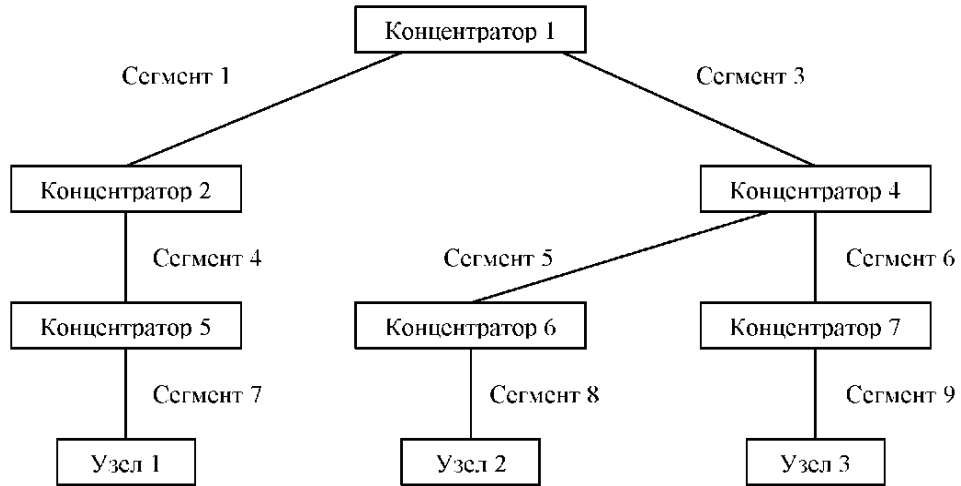 Концентратор 1
Сегмент 1
Сегмент 3
Концентратор 2
Концентратор 4
Сегмент 4
Сегмент 5
Сегмент 6
Концентратор 5
Концентратор 6
Концентратор 7
Сегмент 7
Сегмент 8
Сегмент 9
Узел 1
Узел 2
Узел 3